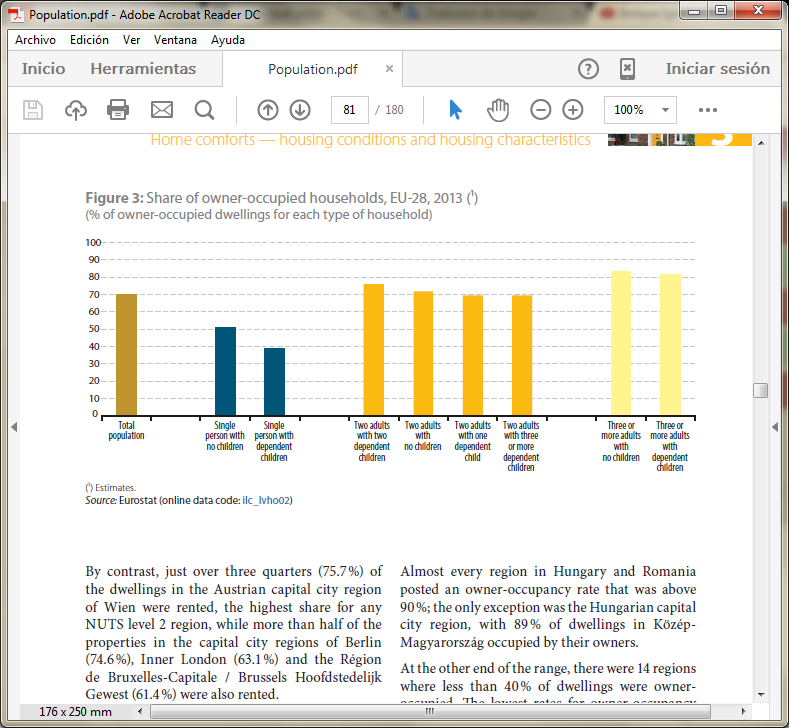 Population.pdf - Adobe Acrobat Reader DC
Archivo Edición Ver Ventana Ayuda
Inicio Herramientas Population.pdf × ? Iniciar sesión
81 / 180 100%
Home comforts — housing conditions and housing characteristics
Figure 3: Share of owner-occupied households, EU-28, 2013 (¹)
(% of owner-occupied dwellings for each type of household)
100
90
80
70
60
50
40
30
20
10
0
Total
population
Single
person with
no children
Single
person with
dependent
children
Two adults
with two
dependent
children
Two adults
with
no children
Two adults
with one
dependent
child
Two adults
with three
or more
dependent
children
Three or
more adults
with
no children
Three or
more adults
with
dependent
children
(¹) Estimates.
Source: Eurostat (online data code: ilc_lvho02)
By contrast, just over three quarters (75.7 %) of
the dwellings in the Austrian capital city region
of Wien were rented, the highest share for any
NUTS level 2 region, while more than half of the
properties in the capital city regions of Berlin
(74.6 %), Inner London (63.1 %) and the Région
de Bruxelles-Capitale / Brussels Hoofdstedelijk
Gewest (61.4 %) were also rented.
Almost every region in Hungary and Romania
posted an owner-occupancy rate that was above
90 %; the only exception was the Hungarian capital
city region, with 89 % of dwellings in Közép-
Magyarország occupied by their owners.
At the other end of the range, there were 14 regions
where less than 40 % of dwellings were owner-
occupied. The lowest rates for owner-occupancy
176 x 250 mm